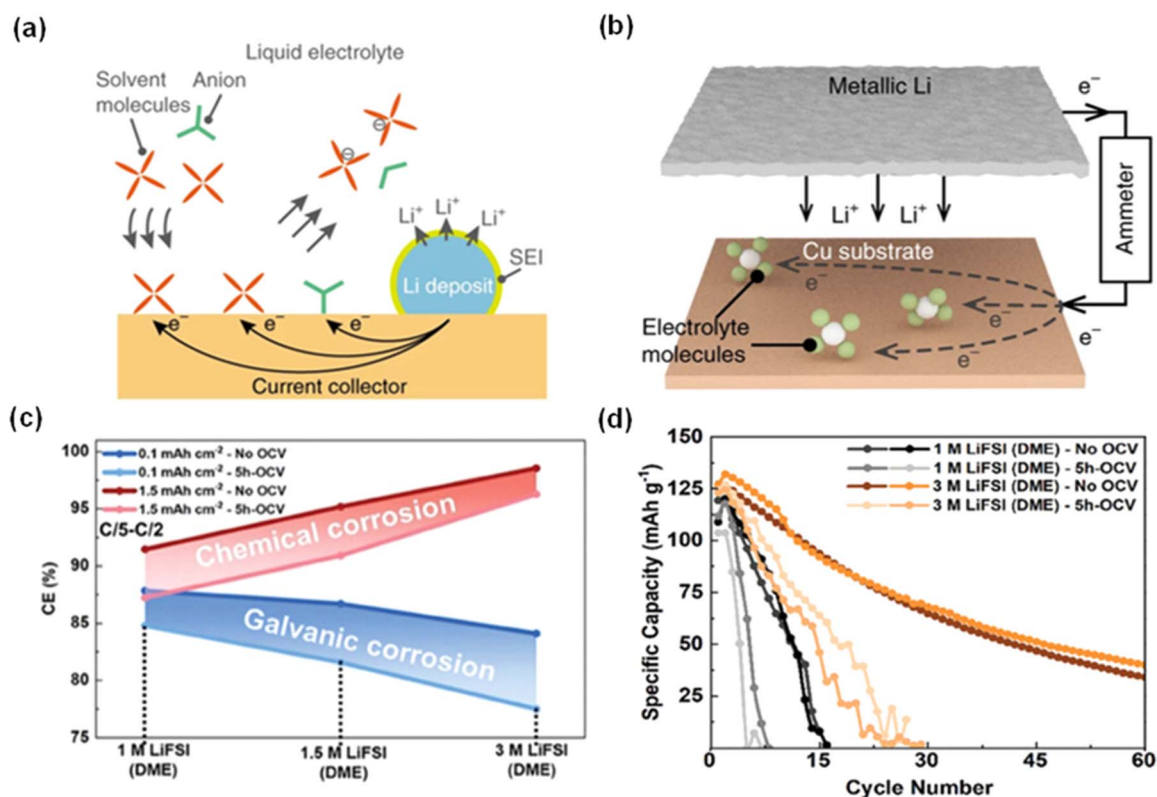 (a)
Liquid electrolyte
Solvent
molecules
Anion
⊖
⊖
Li⁺
Li⁺
Li⁺
SEI
Li deposit
e⁻
e⁻
e⁻
Current collector
(b)
Metallic Li
e⁻
Ammeter
Li⁺
Li⁺
Cu substrate
e⁻
e⁻
e⁻
e⁻
Electrolyte
molecules
(c)
100
95
90
85
80
75
CE (%)
0.1 mAh cm⁻² - No OCV
0.1 mAh cm⁻² - 5h-OCV
1.5 mAh cm⁻² - No OCV
1.5 mAh cm⁻² - 5h-OCV
C/5-C/2
Chemical corrosion
Galvanic corrosion
1 M LiFSI
(DME)
1.5 M LiFSI
(DME)
3 M LiFSI
(DME)
(d)
150
125
100
75
50
25
Specific Capacity (mAh g⁻¹)
1 M LiFSI (DME) - No OCV
1 M LiFSI (DME) - 5h-OCV
3 M LiFSI (DME) - No OCV
3 M LiFSI (DME) - 5h-OCV
0
15
30
45
60
Cycle Number